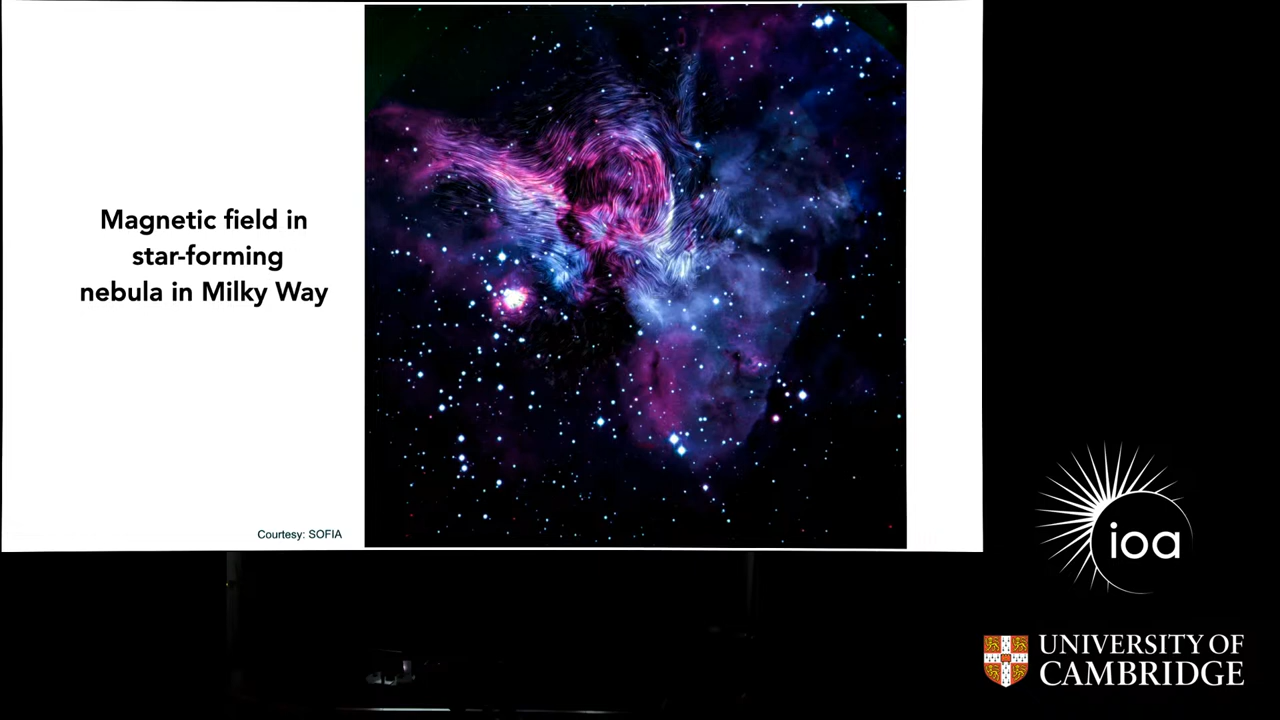 Magnetic field in
star-forming
nebula in Milky Way
Courtesy: SOFIA
ioa
UNIVERSITY OF
CAMBRIDGE